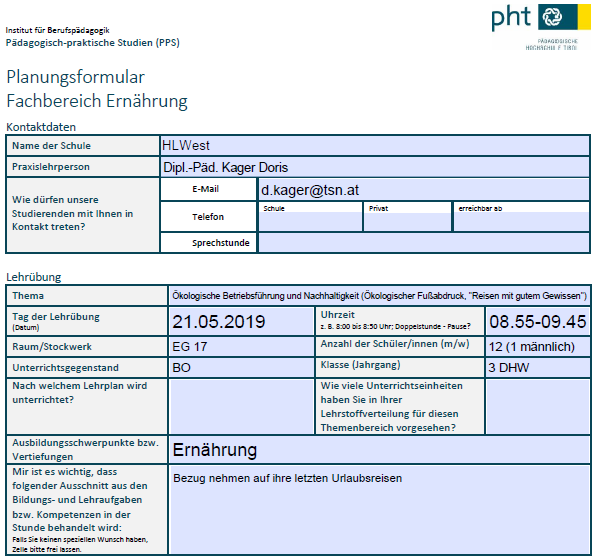 pht
PÄDAGOGISCHE
HOCHSCHULE TIROL
Institut für Berufspädagogik
Pädagogisch-praktische Studien (PPS)
Planungsformular
Fachbereich Ernährung
Kontaktdaten
Name der Schule HLWest
Praxislehrperson Dipl.-Päd. Kager Doris
Wie dürfen unsere
Studierenden mit Ihnen in
Kontakt treten?
E-Mail d.kager@tsn.at
Telefon Schule Privat erreichbar ab
Sprechstunde
Lehrübung
Thema Ökologische Betriebsführung und Nachhaltigkeit (Ökologischer Fußabdruck, "Reisen mit gutem Gewissen")
Tag der Lehrübung
(Datum)
21.05.2019
Uhrzeit
z. B. 8:00 bis 8:50 Uhr; Doppelstunde - Pause?
08.55-09.45
Raum/Stockwerk EG 17
Anzahl der Schüler/innen (m/w) 12 (1 männlich)
Unterrichtsgegenstand BO
Klasse (Jahrgang) 3 DHW
Nach welchem Lehrplan wird
unterrichtet?
Wie viele Unterrichtseinheiten
haben Sie in Ihrer
Lehrstoffverteilung für diesen
Themenbereich vorgesehen?
Ausbildungsschwerpunkte bzw.
Vertiefungen
Ernährung
Mir ist es wichtig, dass
folgender Ausschnitt aus den
Bildungs- und Lehraufgaben
bzw. Kompetenzen in der
Stunde behandelt wird:
Falls Sie keinen speziellen Wunsch haben,
Zeile bitte frei lassen.
Bezug nehmen auf ihre letzten Urlaubsreisen